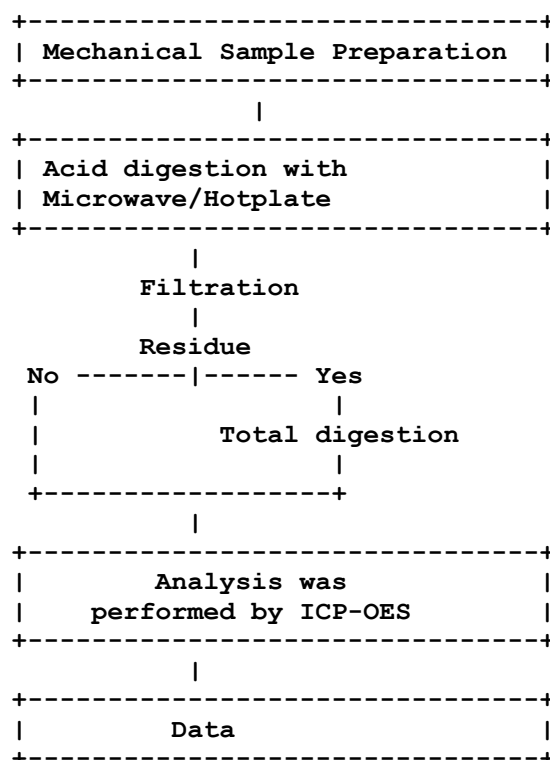 Mechanical Sample Preparation
Acid digestion with
Microwave/Hotplate
Filtration
Residue
No Yes
Total digestion
Analysis was
performed by ICP-OES
Data